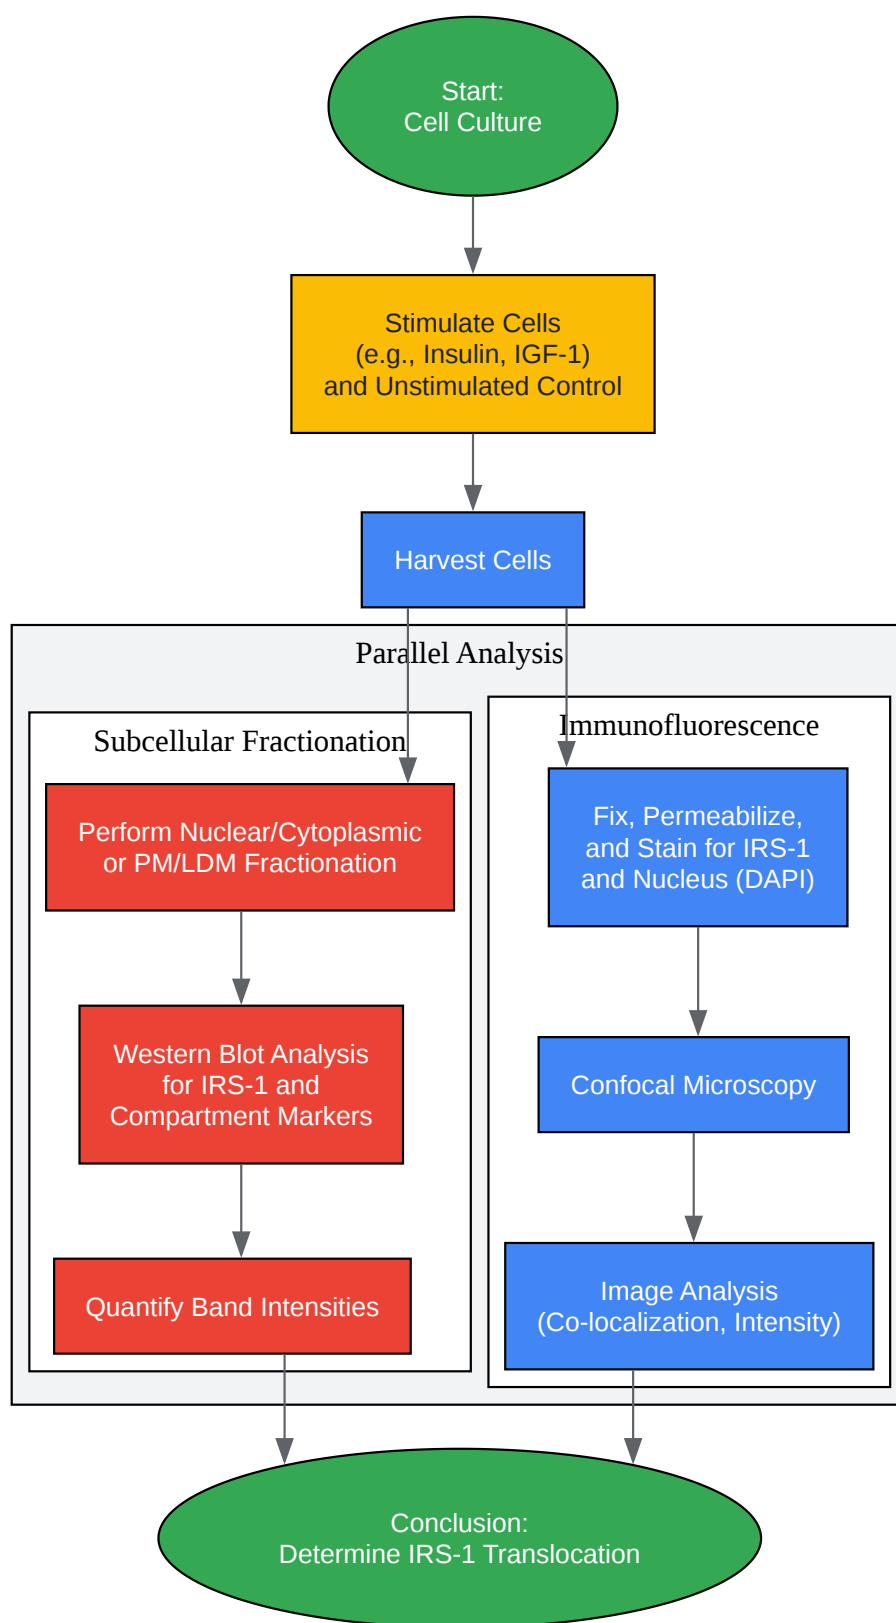 Start:
Cell Culture
Stimulate Cells
(e.g., Insulin, IGF-1)
and Unstimulated Control
Harvest Cells
Parallel Analysis
Subcellular Fractionation
Perform Nuclear/Cytoplasmic
or PM/LDM Fractionation
Western Blot Analysis
for IRS-1 and
Compartment Markers
Quantify Band Intensities
Immunofluorescence
Fix, Permeabilize,
and Stain for IRS-1
and Nucleus (DAPI)
Confocal Microscopy
Image Analysis
(Co-localization, Intensity)
Conclusion:
Determine IRS-1 Translocation